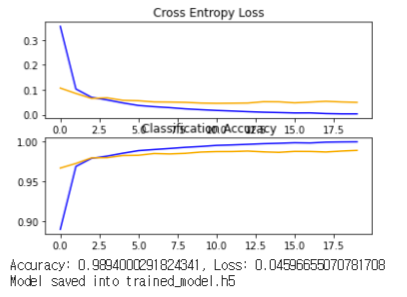 Cross Entropy Loss
0.3
0.2
0.1
0.0
0.0 2.5 5.0 7.5 10.0 12.5 15.0 17.5
Classification Accuracy
1.00
0.95
0.90
0.0 2.5 5.0 7.5 10.0 12.5 15.0 17.5
Accuracy: 0.9894000291824341, Loss: 0.04596655070781708
Model saved into trained_model.h5